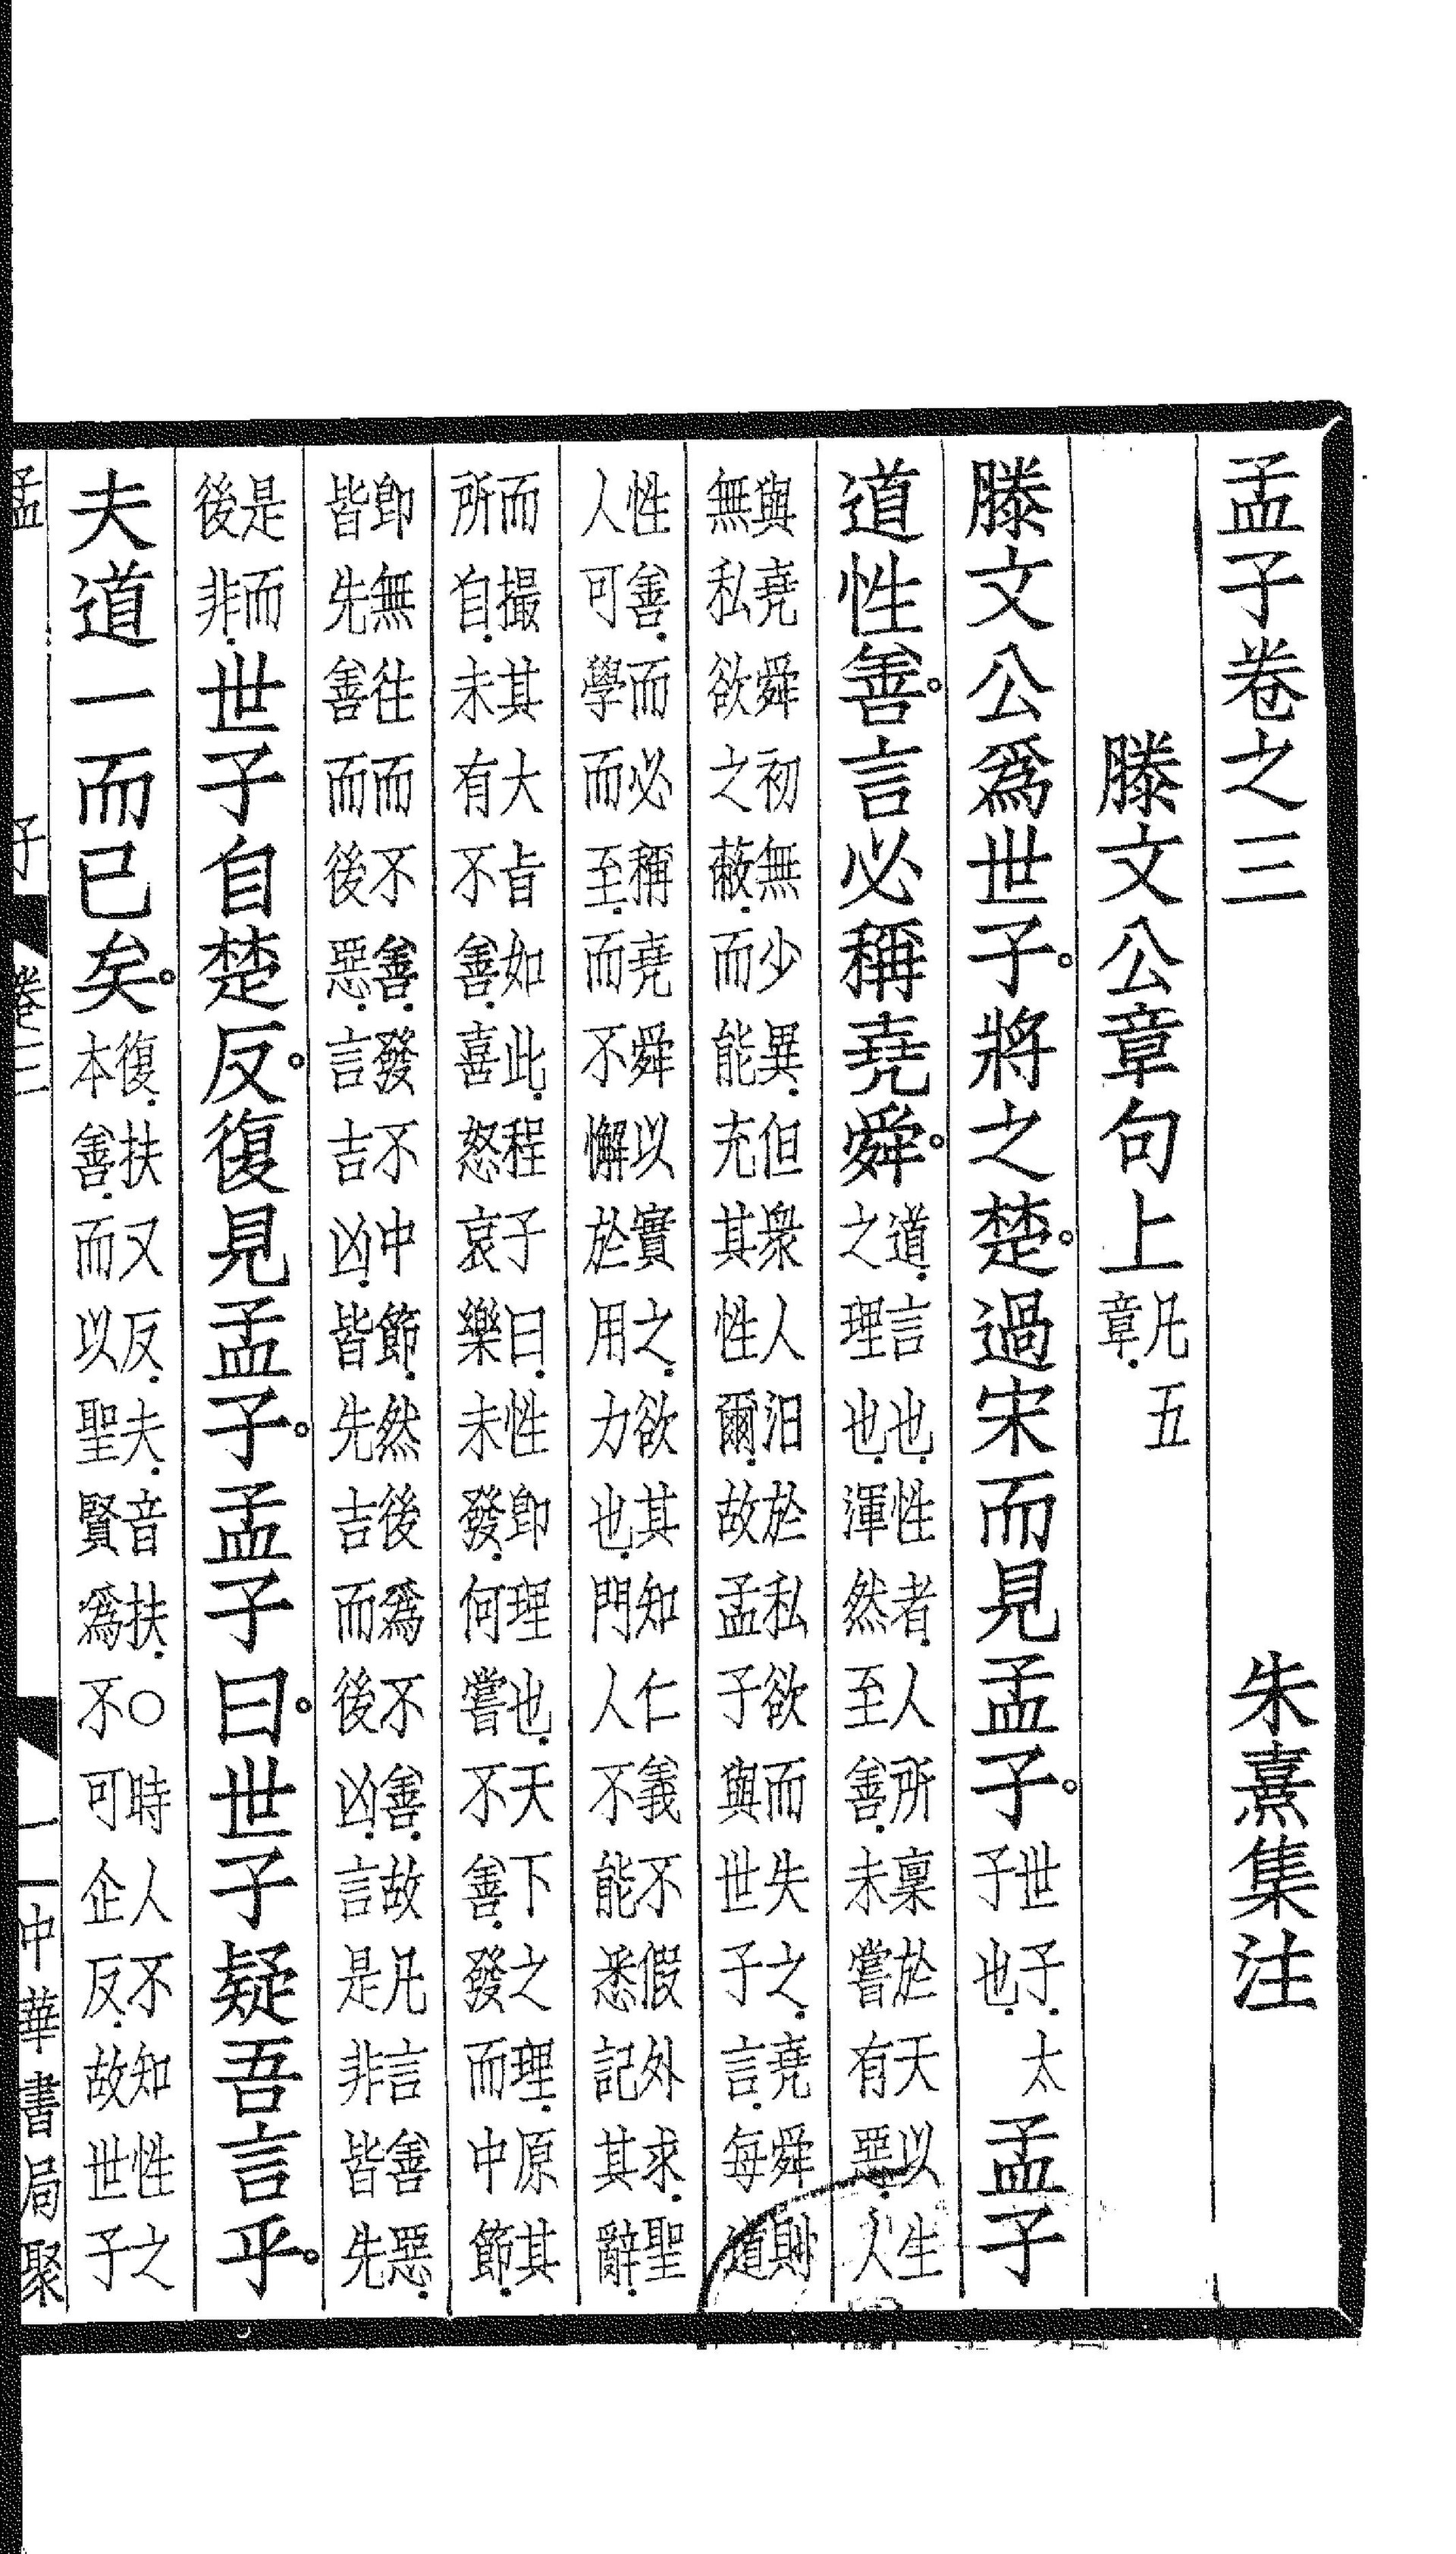 孟子卷之三　朱熹集注
滕文公章句上凡五章.
滕文公爲世子。將之楚。過宋而見孟子。世子.太子也.孟子
道性善。言必稱堯舜。道.言也.性者.人所稟於天以生之理也.渾然至善.未嘗有惡.人
與堯舜初無少異.但衆人汩於私欲而失之.堯舜則無私欲之蔽.而能充其性爾.故孟子與世子言.每道
性善.而必稱堯舜以實之.欲其知仁義不假外求.聖人可學而至.而不懈於用力也.門人不能悉記其辭.
而撮其大旨如此.程子曰.性卽理也.天下之理.原其所自.未有不善.喜怒哀樂未發.何嘗不善.發而中節.
卽無往而不善.發不中節.然後爲不善.故凡言善惡.皆先善而後惡.言吉凶.皆先吉而後凶.言是非.皆先
是而後非.世子自楚反。復見孟子。孟子曰。世子疑吾言乎。
夫道一而已矣。復.扶又反.夫.音扶.○時人不知性之本善.而以聖賢爲不可企反.故世子
孟　子　卷三　一　中華書局聚